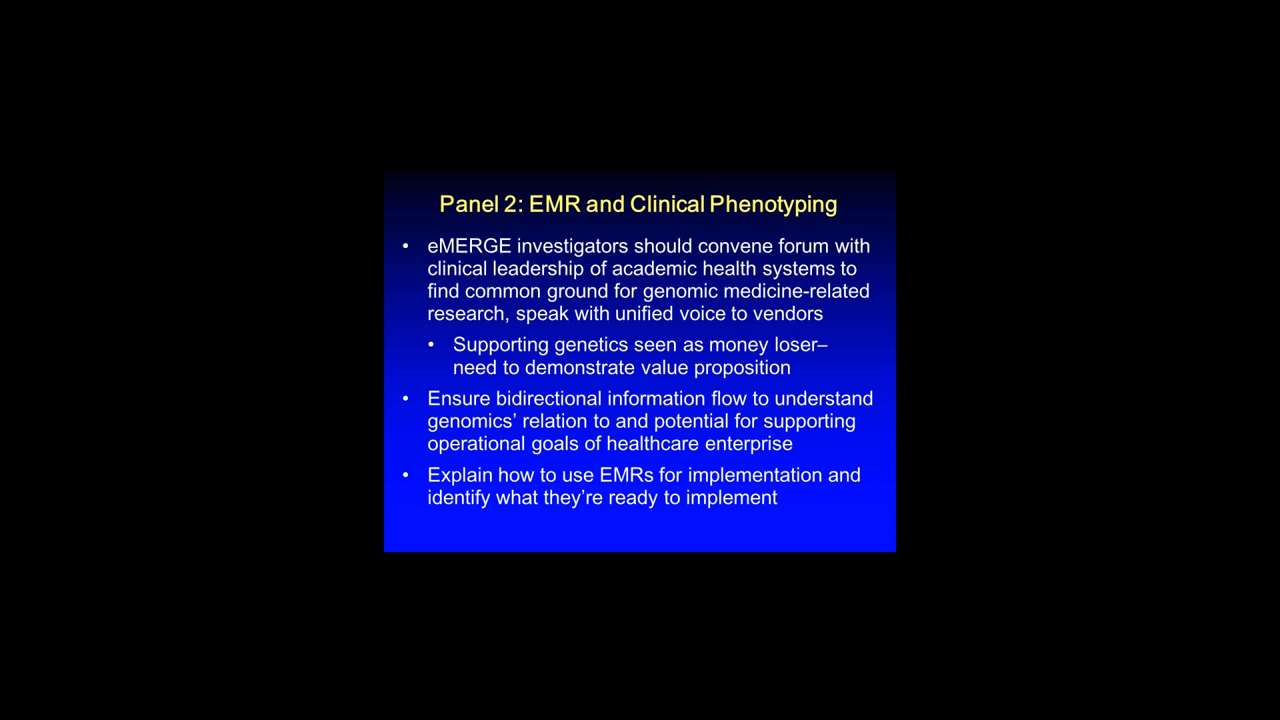 Panel 2: EMR and Clinical Phenotyping
• eMERGE investigators should convene forum with
clinical leadership of academic health systems to
find common ground for genomic medicine-related
research, speak with unified voice to vendors
• Supporting genetics seen as money loser–
need to demonstrate value proposition
• Ensure bidirectional information flow to understand
genomics’ relation to and potential for supporting
operational goals of healthcare enterprise
• Explain how to use EMRs for implementation and
identify what they’re ready to implement